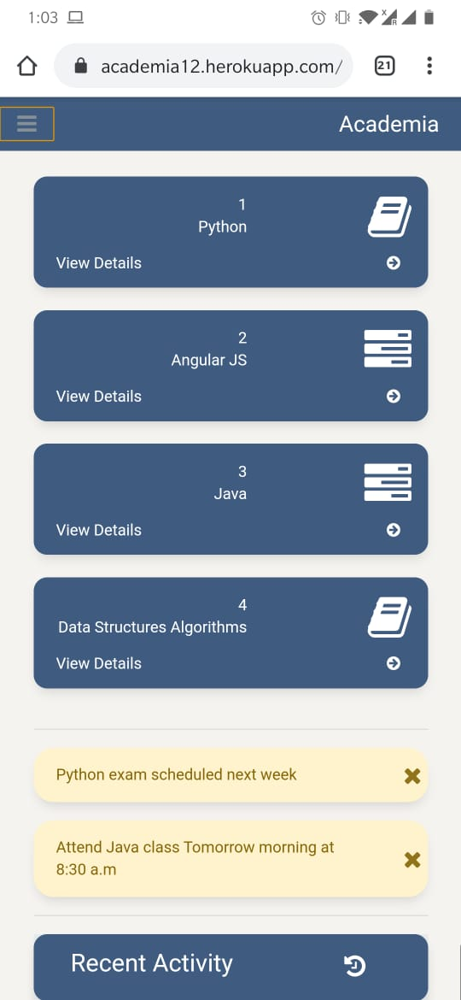 1:03
academia12.herokuapp.com/
21
Academia
1
Python
View Details
2
Angular JS
View Details
3
Java
View Details
4
Data Structures Algorithms
View Details
Python exam scheduled next week
Attend Java class Tomorrow morning at
8:30 a.m
Recent Activity